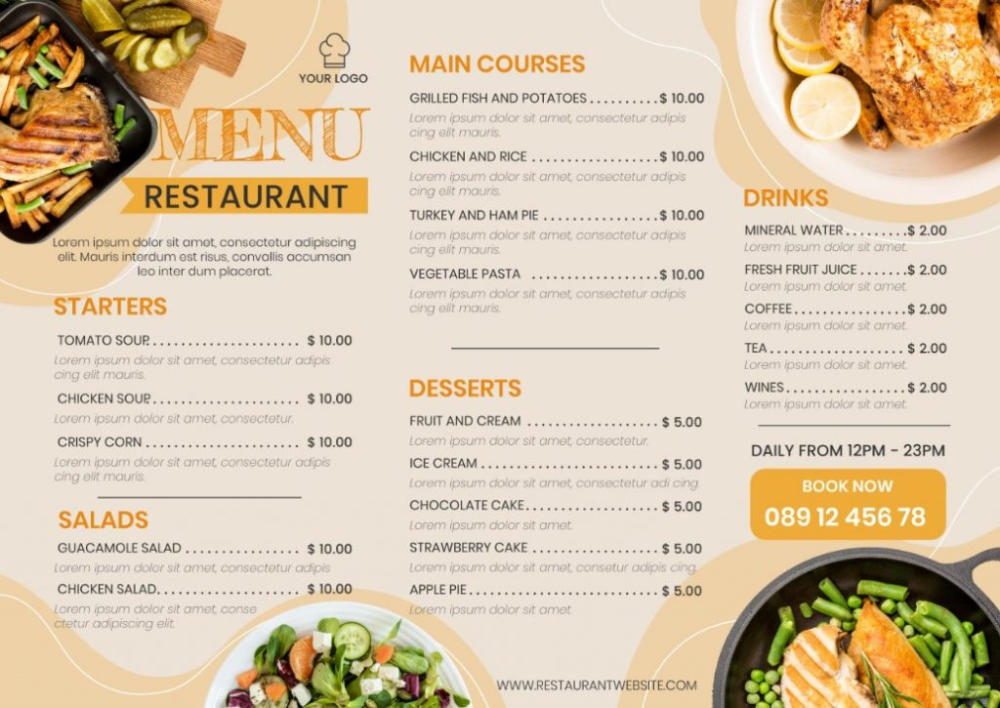 YOUR LOGO
MENU
RESTAURANT
Lorem ipsum dolor sit amet, consectetur adipiscing
elit. Mauris interdum est risus, convallis accumsan
leo inter dum placerat.
STARTERS
TOMATO SOUP. . . . . . . . . . . . . . . . . . . . . $ 10.00
Lorem ipsum dolor sit amet, consectetur adipis
cing elit mauris.
CHICKEN SOUP. . . . . . . . . . . . . . . . . . . . . $ 10.00
Lorem ipsum dolor sit amet, consectetur.
CRISPY CORN . . . . . . . . . . . . . . . . . . . . . $ 10.00
Lorem ipsum dolor sit amet, consectetur adipis
cing elit mauris.
SALADS
GUACAMOLE SALAD . . . . . . . . . . . . . . . . $ 10.00
Lorem ipsum dolor sit amet, consectetur adipis
CHICKEN SALAD. . . . . . . . . . . . . . . . . . . . $ 10.00
Lorem ipsum dolor sit amet, conse
ctetur adipiscing elit,
MAIN COURSES
GRILLED FISH AND POTATOES . . . . . . . . . . $ 10.00
Lorem ipsum dolor sit amet, consectetur adipis
cing elit mauris.
CHICKEN AND RICE . . . . . . . . . . . . . . . . . . $ 10.00
Lorem ipsum dolor sit amet, consectetur adipis
cing elit mauris.
TURKEY AND HAM PIE . . . . . . . . . . . . . . . . $ 10.00
Lorem ipsum dolor sit amet, consectetur adipis
cing elit mauris.
VEGETABLE PASTA . . . . . . . . . . . . . . . . . . $ 10.00
Lorem ipsum dolor sit amet, consectetur adipis
cing elit mauris.
DESSERTS
FRUIT AND CREAM . . . . . . . . . . . . . . . . . . $ 5.00
Lorem ipsum dolor sit amet, consectetur.
ICE CREAM . . . . . . . . . . . . . . . . . . . . . . . . $ 5.00
Lorem ipsum dolor sit amet, consectetur adi cing.
CHOCOLATE CAKE. . . . . . . . . . . . . . . . . . . $ 5.00
Lorem ipsum dolor sit amet.
STRAWBERRY CAKE . . . . . . . . . . . . . . . . . $ 5.00
Lorem ipsum dolor sit amet, consetur adipis cing.
APPLE PIE. . . . . . . . . . . . . . . . . . . . . . . . . . $ 5.00
Lorem ipsum dolor sit amet.
DRINKS
MINERAL WATER . . . . . . . . . $ 2.00
Lorem ipsum dolor sit amet.
FRESH FRUIT JUICE . . . . . . . $ 2.00
Lorem ipsum dolor sit amet.
COFFEE. . . . . . . . . . . . . . . . . $ 2.00
Lorem ipsum dolor sit amet.
TEA . . . . . . . . . . . . . . . . . . . . $ 2.00
Lorem ipsum dolor sit amet.
WINES. . . . . . . . . . . . . . . . . . $ 2.00
Lorem ipsum dolor sit amet.
DAILY FROM 12PM - 23PM
BOOK NOW
089 12 456 78
WWW.RESTAURANTWEBSITE.COM